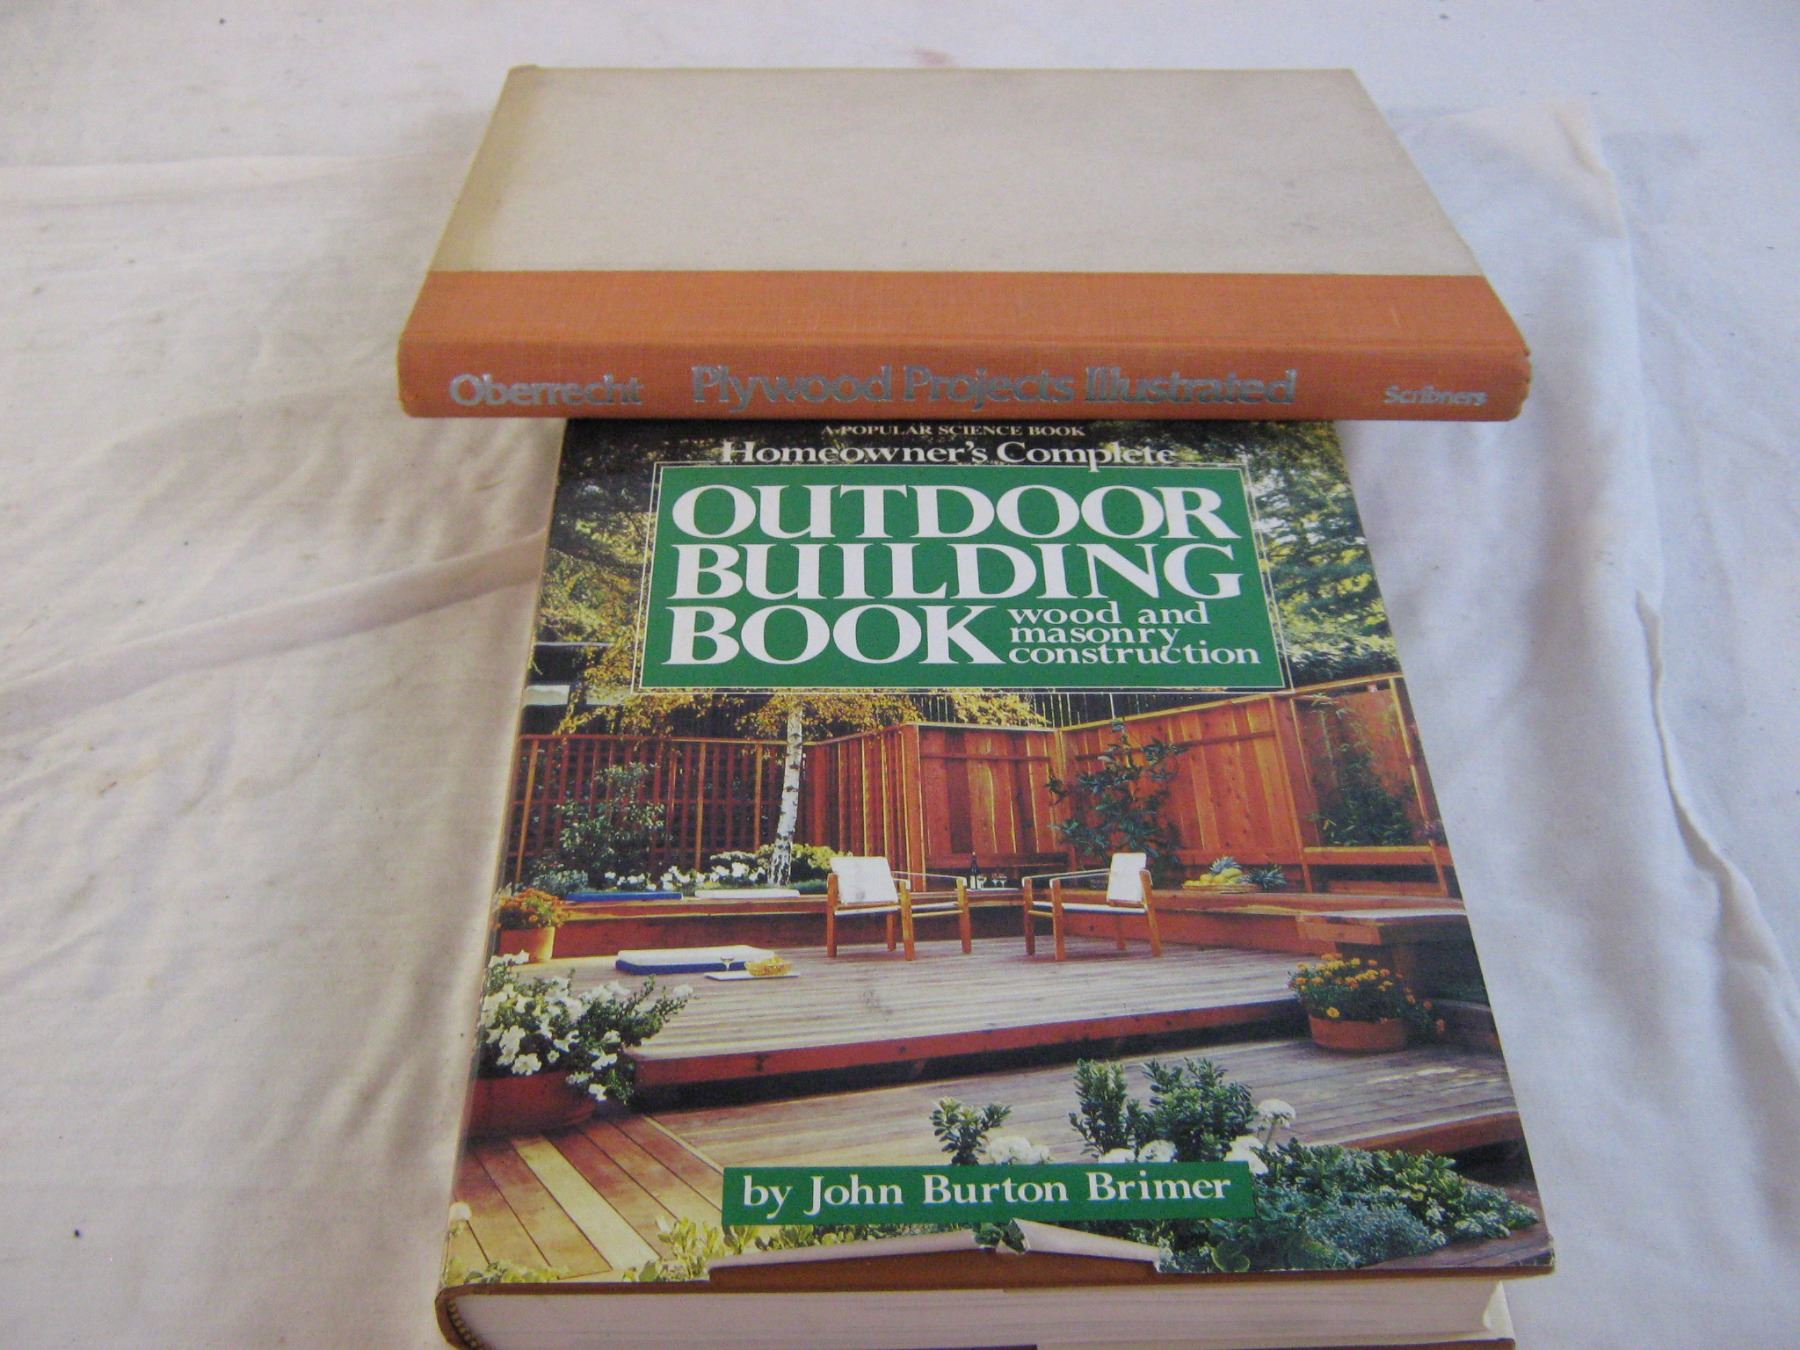 Oberrecht Plywood Projects Illustrated Scribners
A POPULAR SCIENCE BOOK
Homeowner's Complete
OUTDOOR
BUILDING
BOOK wood and
masonry
construction
by John Burton Brimer